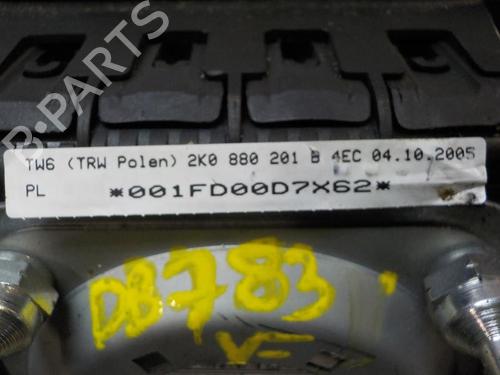 B-PARTS
TW6 (TRW Polen) 2K0 880 201 B 4EC 04.10.2005
PL *001FD00D7X62*
DB783